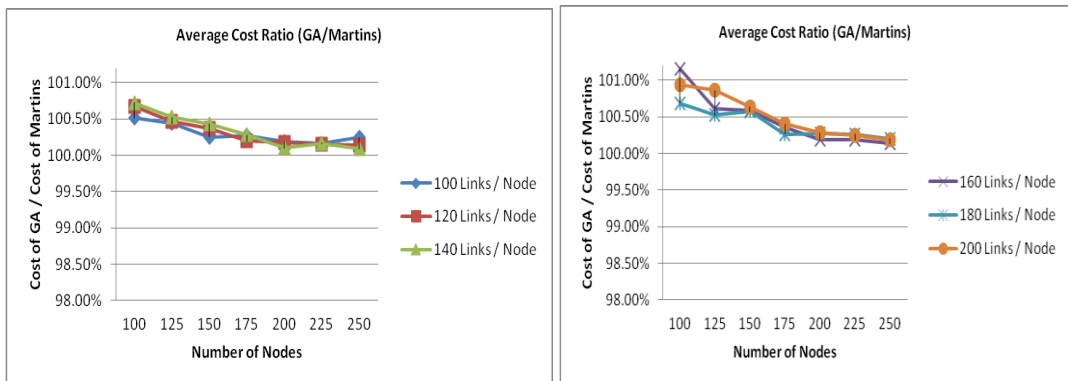 Average Cost Ratio (GA/Martins)
Cost of GA / Cost of Martins
101.00%
100.50%
100.00%
99.50%
99.00%
98.50%
98.00%
100 125 150 175 200 225 250
Number of Nodes
100 Links / Node
120 Links / Node
140 Links / Node
Average Cost Ratio (GA/Martins)
Cost of GA / Cost of Martins
101.00%
100.50%
100.00%
99.50%
99.00%
98.50%
98.00%
100 125 150 175 200 225 250
Number of Nodes
160 Links / Node
180 Links / Node
200 Links / Node